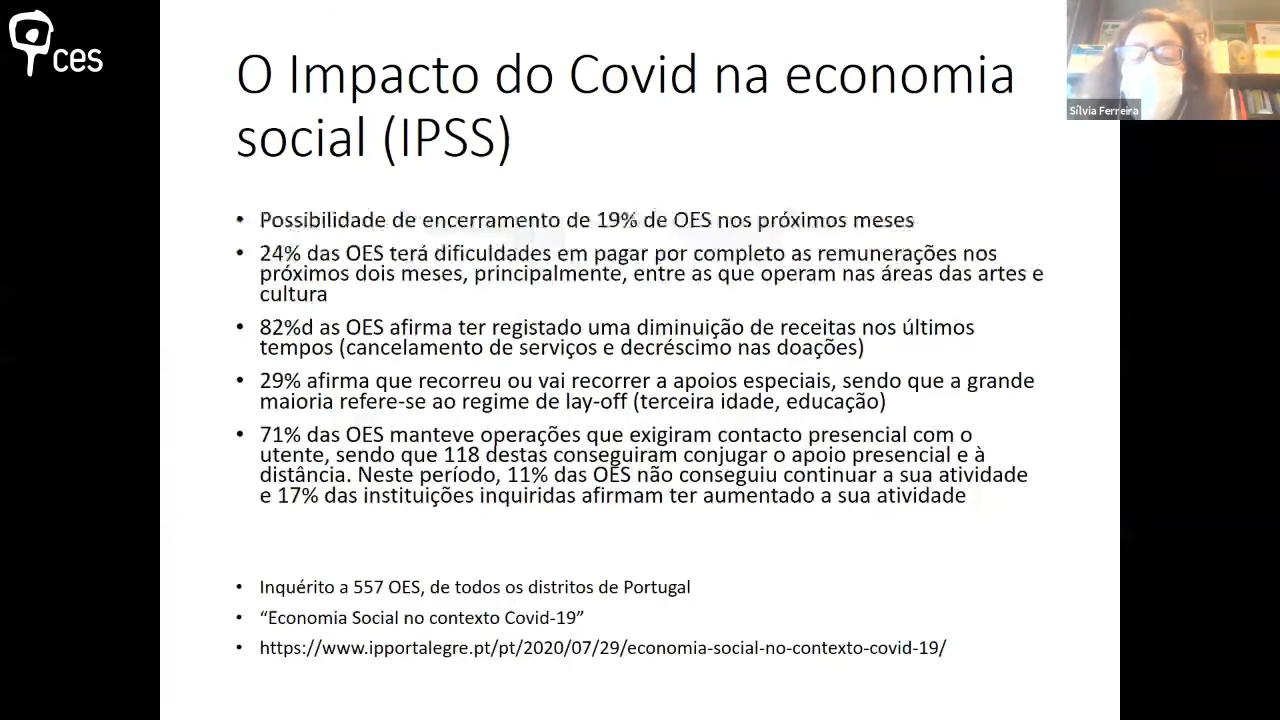 ces
O Impacto do Covid na economia
social (IPSS)
Sílvia Ferreira
• Possibilidade de encerramento de 19% de OES nos próximos meses
• 24% das OES terá dificuldades em pagar por completo as remunerações nos
próximos dois meses, principalmente, entre as que operam nas áreas das artes e
cultura
• 82%d as OES afirma ter registado uma diminuição de receitas nos últimos
tempos (cancelamento de serviços e decréscimo nas doações)
• 29% afirma que recorreu ou vai recorrer a apoios especiais, sendo que a grande
maioria refere-se ao regime de lay-off (terceira idade, educação)
• 71% das OES manteve operações que exigiram contacto presencial com o
utente, sendo que 118 destas conseguiram conjugar o apoio presencial e à
distância. Neste período, 11% das OES não conseguiu continuar a sua atividade
e 17% das instituições inquiridas afirmam ter aumentado a sua atividade
• Inquérito a 557 OES, de todos os distritos de Portugal
• “Economia Social no contexto Covid-19”
• https://www.ipportalegre.pt/pt/2020/07/29/economia-social-no-contexto-covid-19/